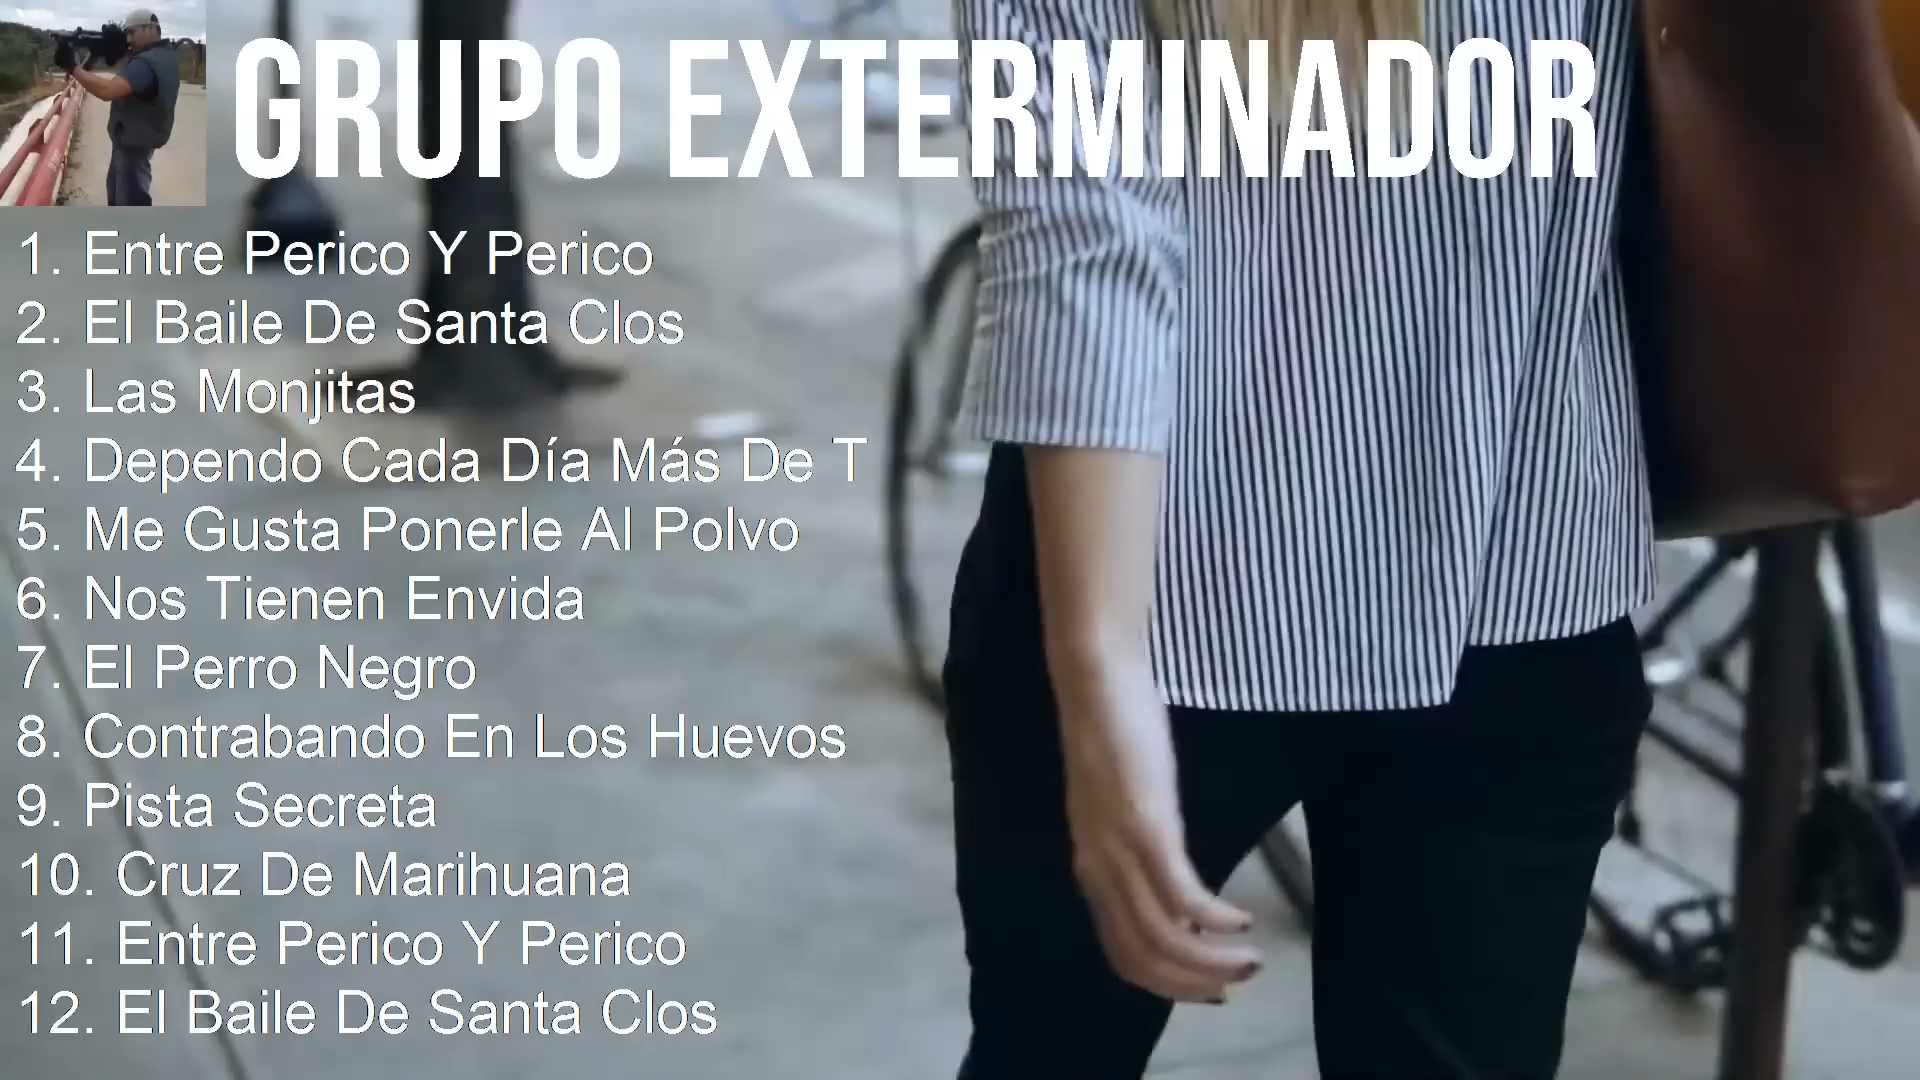 GRUPO EXTERMINADOR
1. Entre Perico Y Perico
2. El Baile De Santa Clos
3. Las Monjitas
4. Dependo Cada Día Más De T
5. Me Gusta Ponerle Al Polvo
6. Nos Tienen Envida
7. El Perro Negro
8. Contrabando En Los Huevos
9. Pista Secreta
10. Cruz De Marihuana
11. Entre Perico Y Perico
12. El Baile De Santa Clos